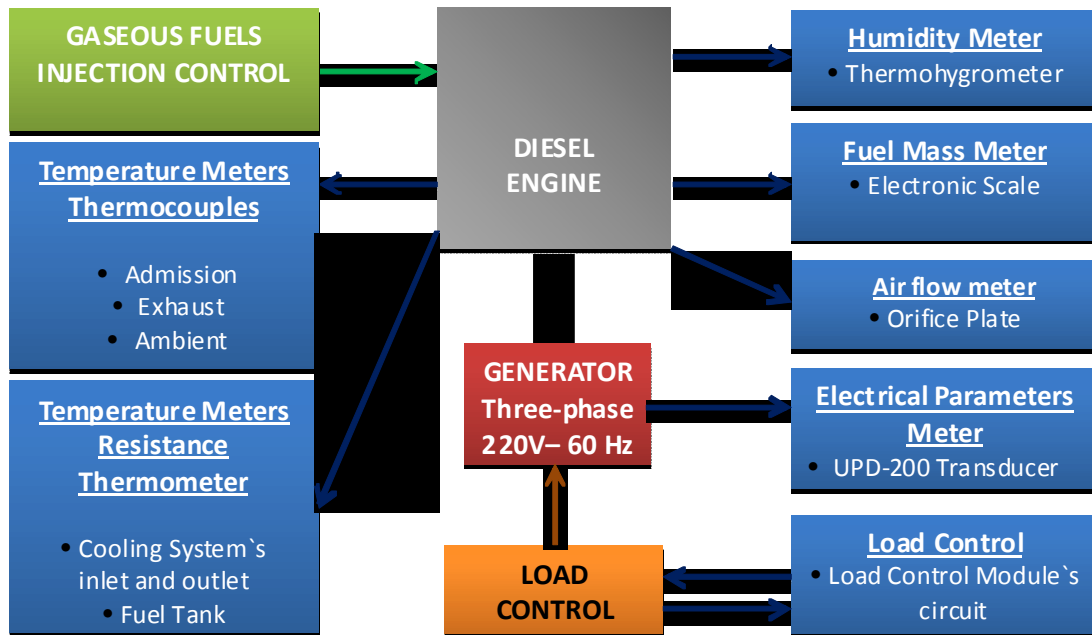 GASEOUS FUELS
INJECTION CONTROL
Temperature Meters
Thermocouples
• Admission
• Exhaust
• Ambient
Temperature Meters
Resistance
Thermometer
• Cooling System`s
inlet and outlet
• Fuel Tank
DIESEL
ENGINE
GENERATOR
Three-phase
220V– 60 Hz
LOAD
CONTROL
Humidity Meter
• Thermohygrometer
Fuel Mass Meter
• Electronic Scale
Air flow meter
• Orifice Plate
Electrical Parameters
Meter
• UPD-200 Transducer
Load Control
• Load Control Module`s
circuit